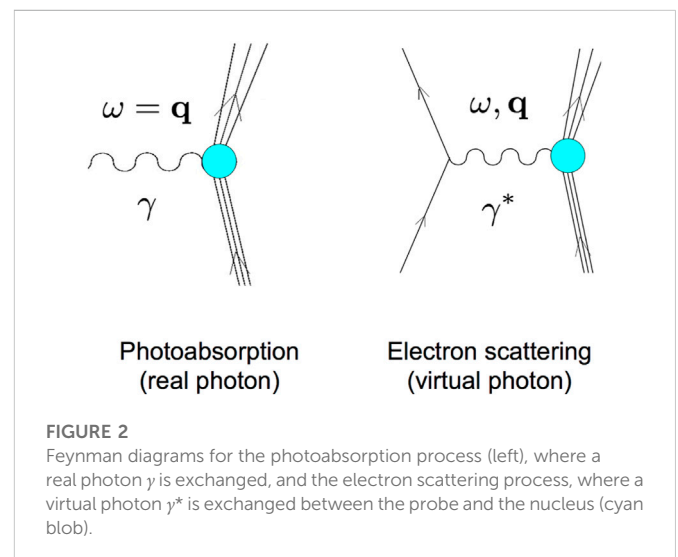 ω = q
γ
ω, q
γ*
Photoabsorption
(real photon)
Electron scattering
(virtual photon)
FIGURE 2
Feynman diagrams for the photoabsorption process (left), where a
real photon γ is exchanged, and the electron scattering process, where a
virtual photon γ* is exchanged between the probe and the nucleus (cyan
blob).